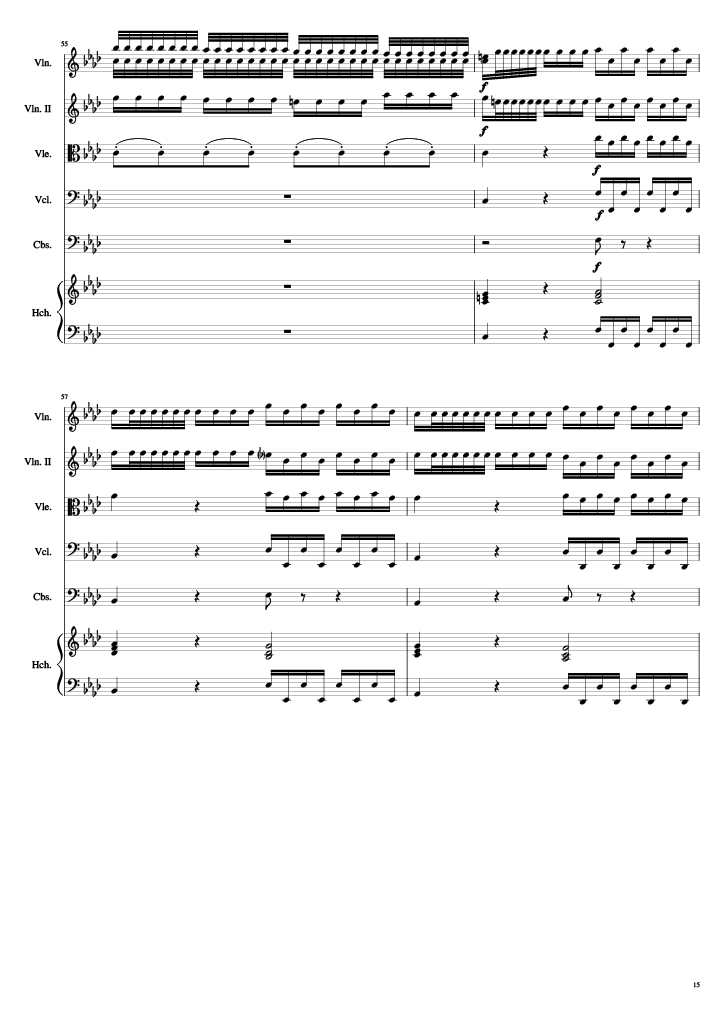 55
Vln.
f
Vln. II
f
Vle.
f
Vcl.
f
Cbs.
f
Hch.
57
Vln.
Vln. II
Vle.
Vcl.
Cbs.
Hch.
15